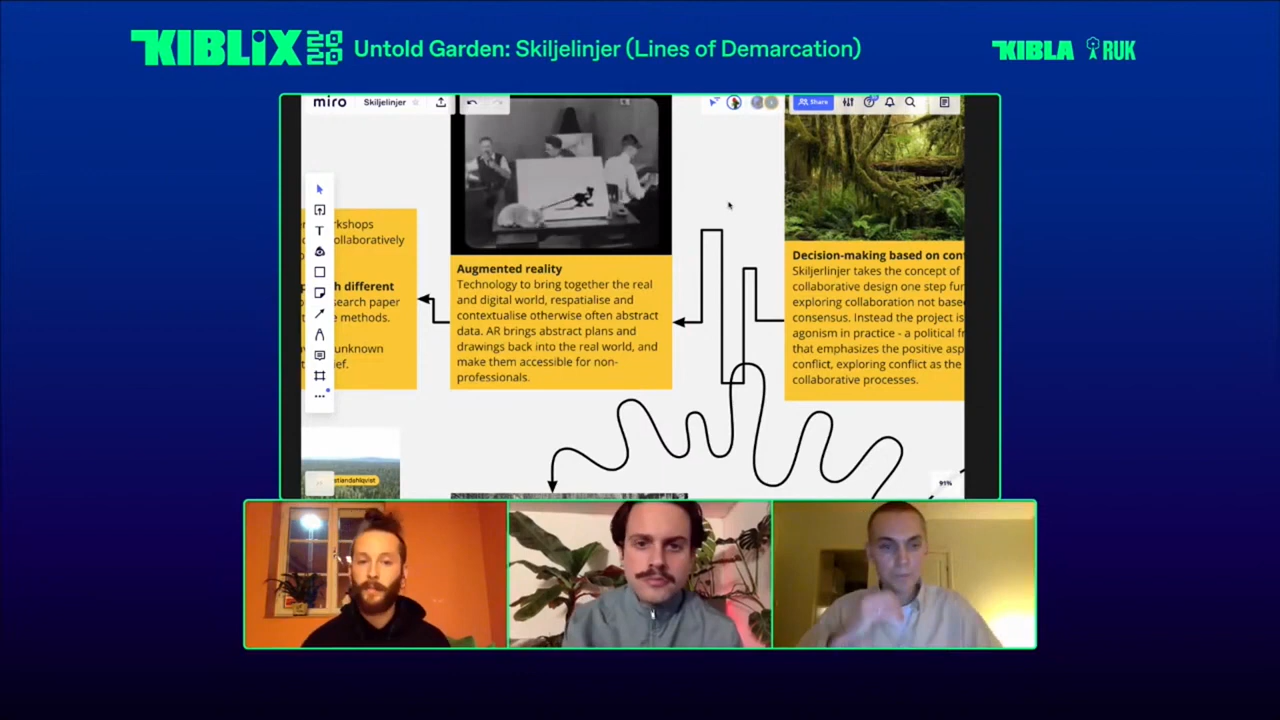 KIBLIX
Untold Garden: Skiljelinjer (Lines of Demarcation)
KIBLA
RUK
miro
Skiljelinjer
Share
kshops
ollaboratively
h different
search paper
methods.
unknown
ef.
Augmented reality
Technology to bring together the real
and digital world, respatialise and
contextualise otherwise often abstract
data. AR brings abstract plans and
drawings back into the real world, and
make them accessible for non-
professionals.
Decision-making based on con
Skiljerlinjer takes the concept of
collaborative design one step fur
exploring collaboration not base
consensus. Instead the project is
agonism in practice - a political fr
that emphasizes the positive asp
conflict, exploring conflict as the
collaborative processes.
tiandahlqvist
91%